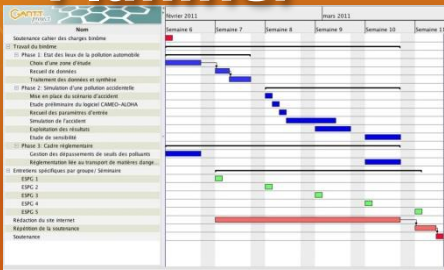 Planner
GANTT project
février 2011
mars 2011
Nom
Semaine 6
Semaine 7
Semaine 8
Semaine 9
Semaine 10
Semaine 11
Soutenance cahier des charges binôme
Travail du binôme
Phase 1: Etat des lieux de la pollution automobile
Choix d'une zone d'étude
Recueil de données
Traitement des données et synthèse
Phase 2: Simulation d'une pollution accidentelle
Mise en place du scénario d'accident
Etude préliminaire du logiciel CAMEO-ALOHA
Recueil des paramètres d'entrée
Simulation de l'accident
Exploitation des résultats
Etude de sensibilité
Phase 3: Cadre réglementaire
Gestion des dépassements de seuils des polluants
Réglementation liée au transport de matières dange...
Entretiens spécifiques par groupe/ Séminaire
ESPG 1
ESPG 2
ESPG 3
ESPG 4
ESPG 5
Rédaction du site internet
Répétition de la soutenance
Soutenance